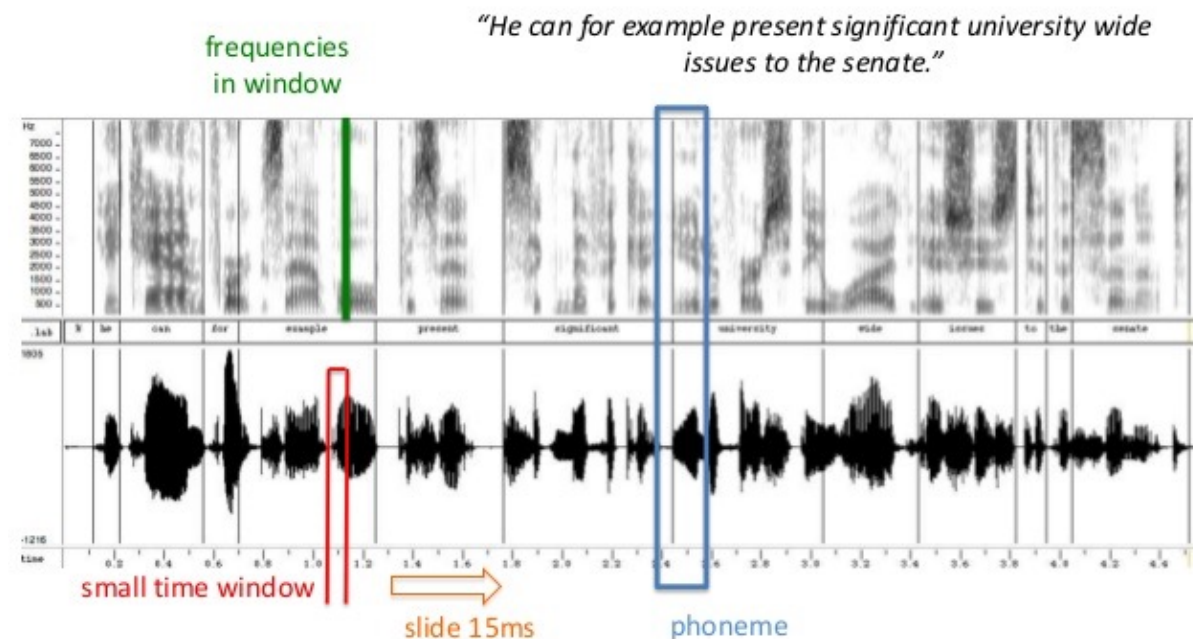 “He can for example present significant university wide
issues to the senate.”
frequencies
in window
Hz
7000
6500
6000
5500
5000
4500
4000
3500
3000
2500
2000
1500
1000
500
.lab he can for example present significant university wide issues to the senate
1805
-1216
time 0.2 0.4 0.6 0.8 1.0 1.2 1.4 1.6 1.8 2.0 2.2 2.4 2.6 2.8 3.0 3.2 3.4 3.6 3.8 4.0 4.2 4.4
small time window
slide 15ms
phoneme